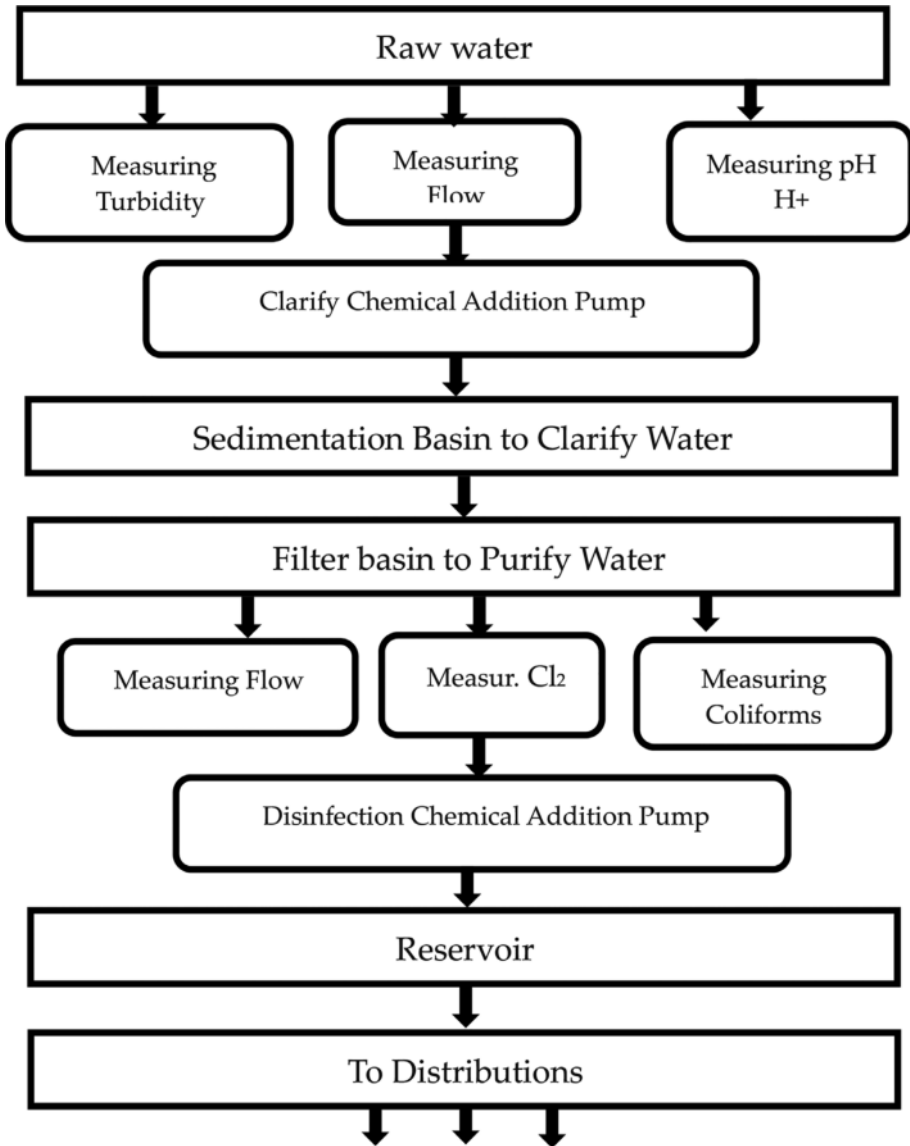 Raw water
Measuring
Turbidity
Measuring
Flow
Measuring pH
H+
Clarify Chemical Addition Pump
Sedimentation Basin to Clarify Water
Filter basin to Purify Water
Measuring Flow
Measur. Cl₂
Measuring
Coliforms
Disinfection Chemical Addition Pump
Reservoir
To Distributions